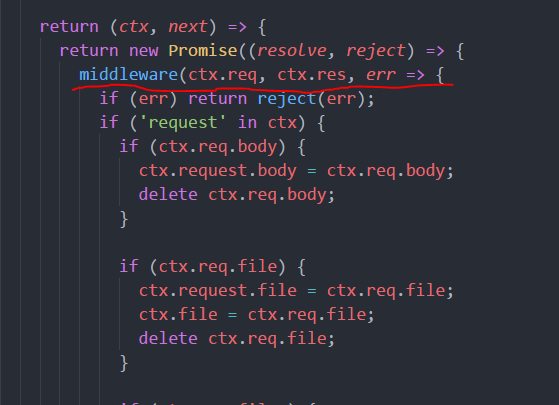 return (ctx, next) => {
return new Promise((resolve, reject) => {
middleware(ctx.req, ctx.res, err => {
if (err) return reject(err);
if ('request' in ctx) {
if (ctx.req.body) {
ctx.request.body = ctx.req.body;
delete ctx.req.body;
}
if (ctx.req.file) {
ctx.request.file = ctx.req.file;
ctx.file = ctx.req.file;
delete ctx.req.file;
}